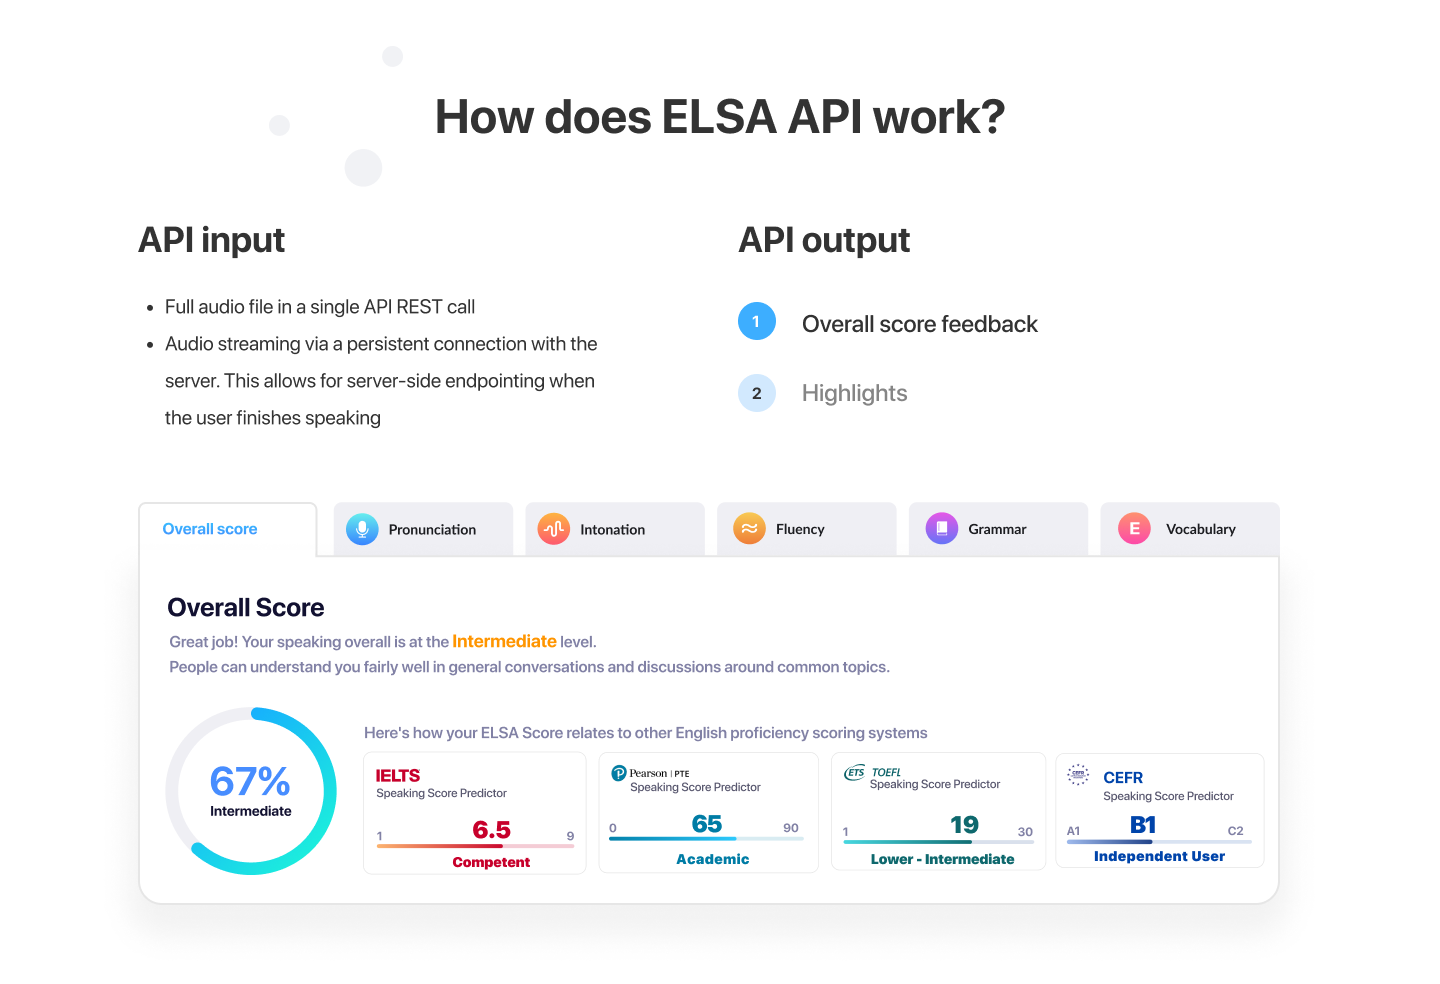 How does ELSA API work?
API input
Full audio file in a single API REST call
Audio streaming via a persistent connection with the
server. This allows for server-side endpointing when
the user finishes speaking
API output
1
Overall score feedback
2
Highlights
Overall score
Pronunciation
Intonation
Fluency
Grammar
E
Vocabulary
Overall Score
Great job! Your speaking overall is at the Intermediate level.
People can understand you fairly well in general conversations and discussions around common topics.
67%
Intermediate
Here's how your ELSA Score relates to other English proficiency scoring systems
IELTS
Speaking Score Predictor
1
6.5
9
Competent
Pearson | PTE
Speaking Score Predictor
0
65
90
Academic
ETS TOEFL
Speaking Score Predictor
1
19
30
Lower - Intermediate
CEFR
CEFR
Speaking Score Predictor
A1
B1
C2
Independent User